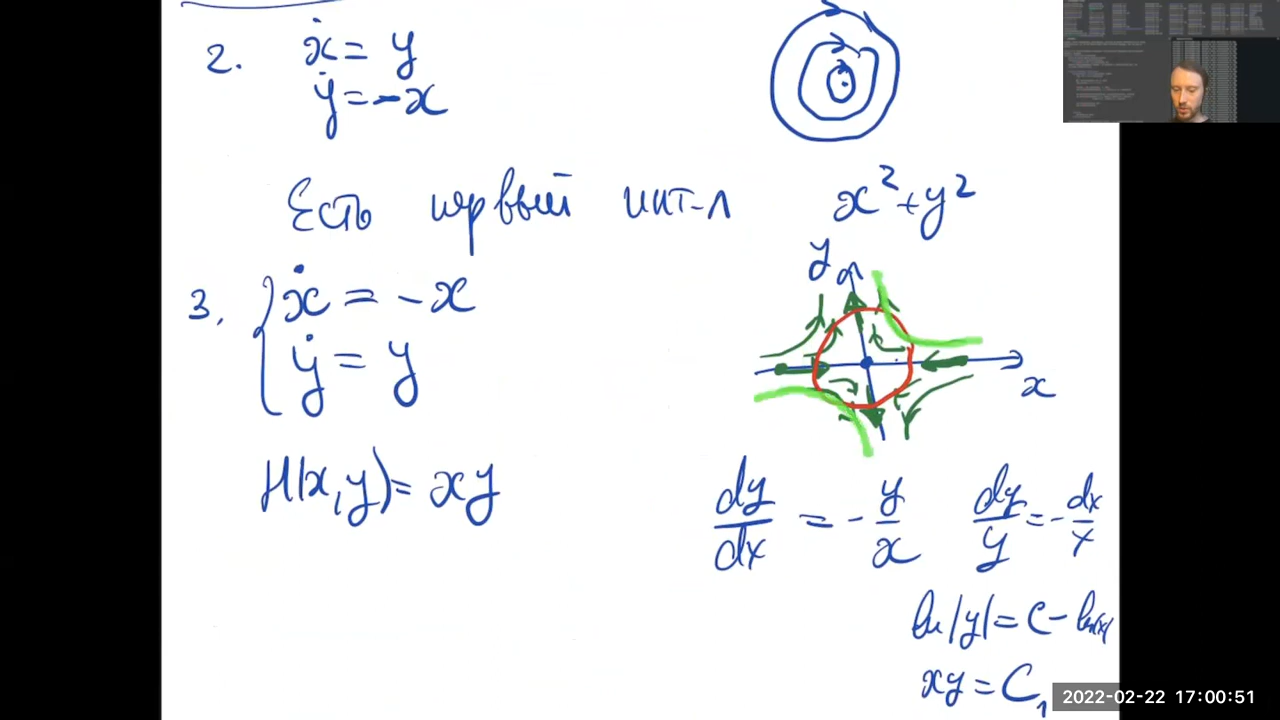 2. ẋ = y
ẏ = -x
Есть первый инт-л x² + y²
3. { ẋ = -x
ẏ = y
y
x
H(x, y) = xy
dy/dx = - y/x dy/y = - dx/x
ln|y| = C - ln|x|
xy = C₁
2022-02-22 17:00:51